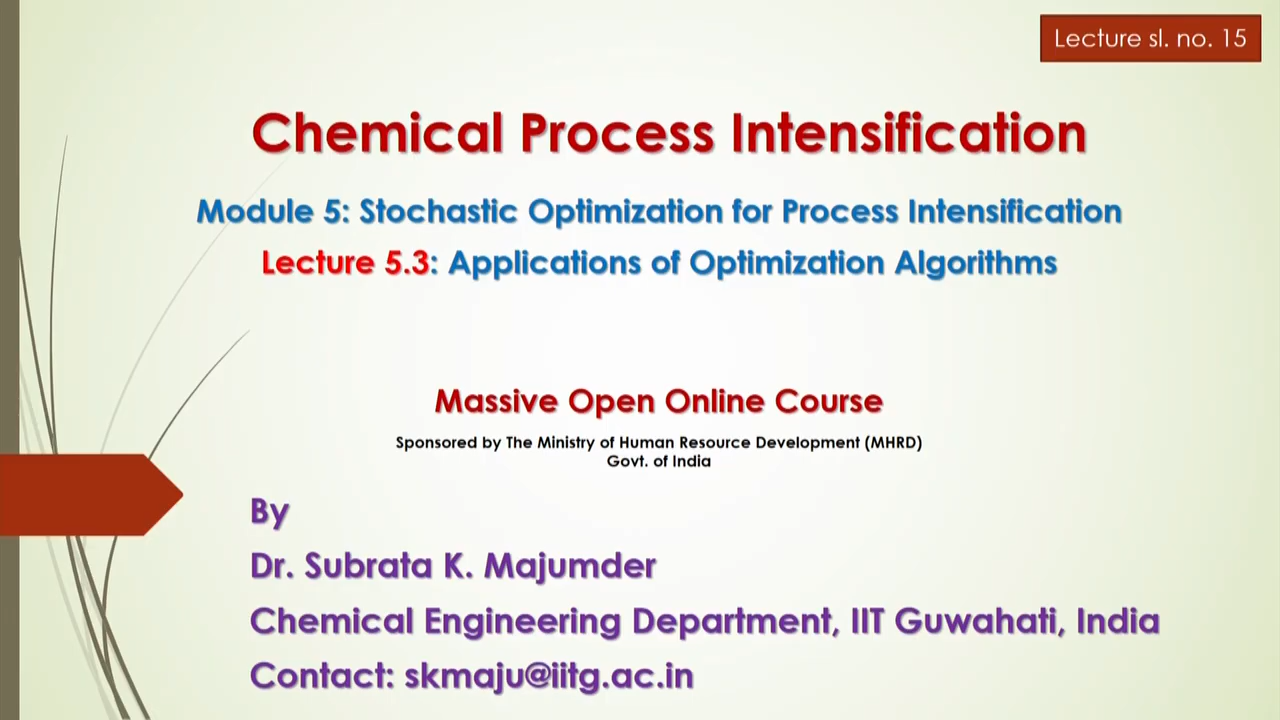 Lecture sl. no. 15
Chemical Process Intensification
Module 5: Stochastic Optimization for Process Intensification
Lecture 5.3: Applications of Optimization Algorithms
Massive Open Online Course
Sponsored by The Ministry of Human Resource Development (MHRD)
Govt. of India
By
Dr. Subrata K. Majumder
Chemical Engineering Department, IIT Guwahati, India
Contact: skmaju@iitg.ac.in